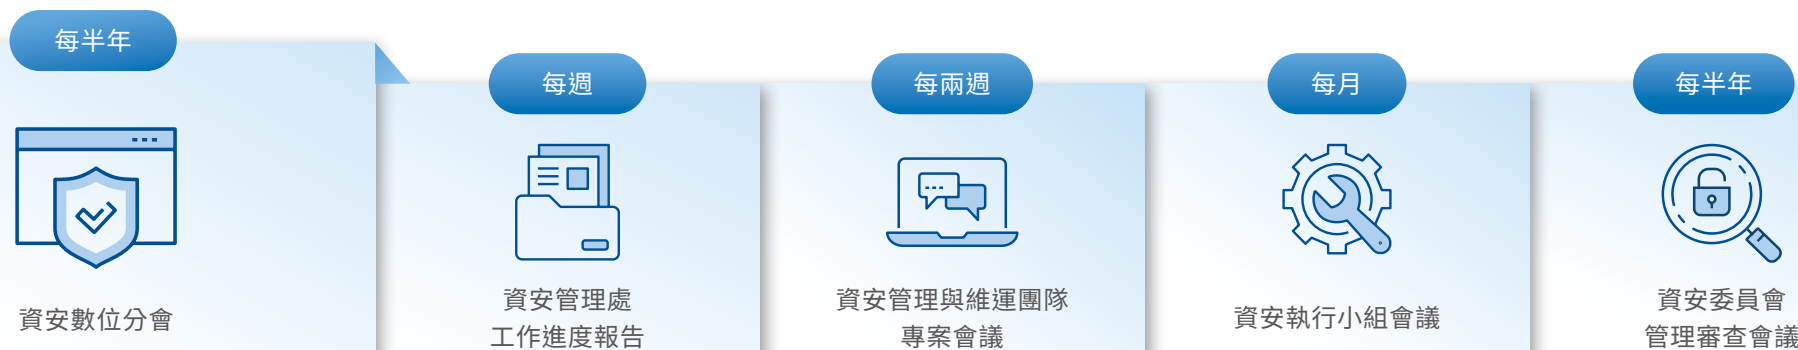 每半年
資安數位分會
每週
資安管理處
工作進度報告
每兩週
資安管理與維運團隊
專案會議
每月
資安執行小組會議
每半年
資安委員會
管理審查會議